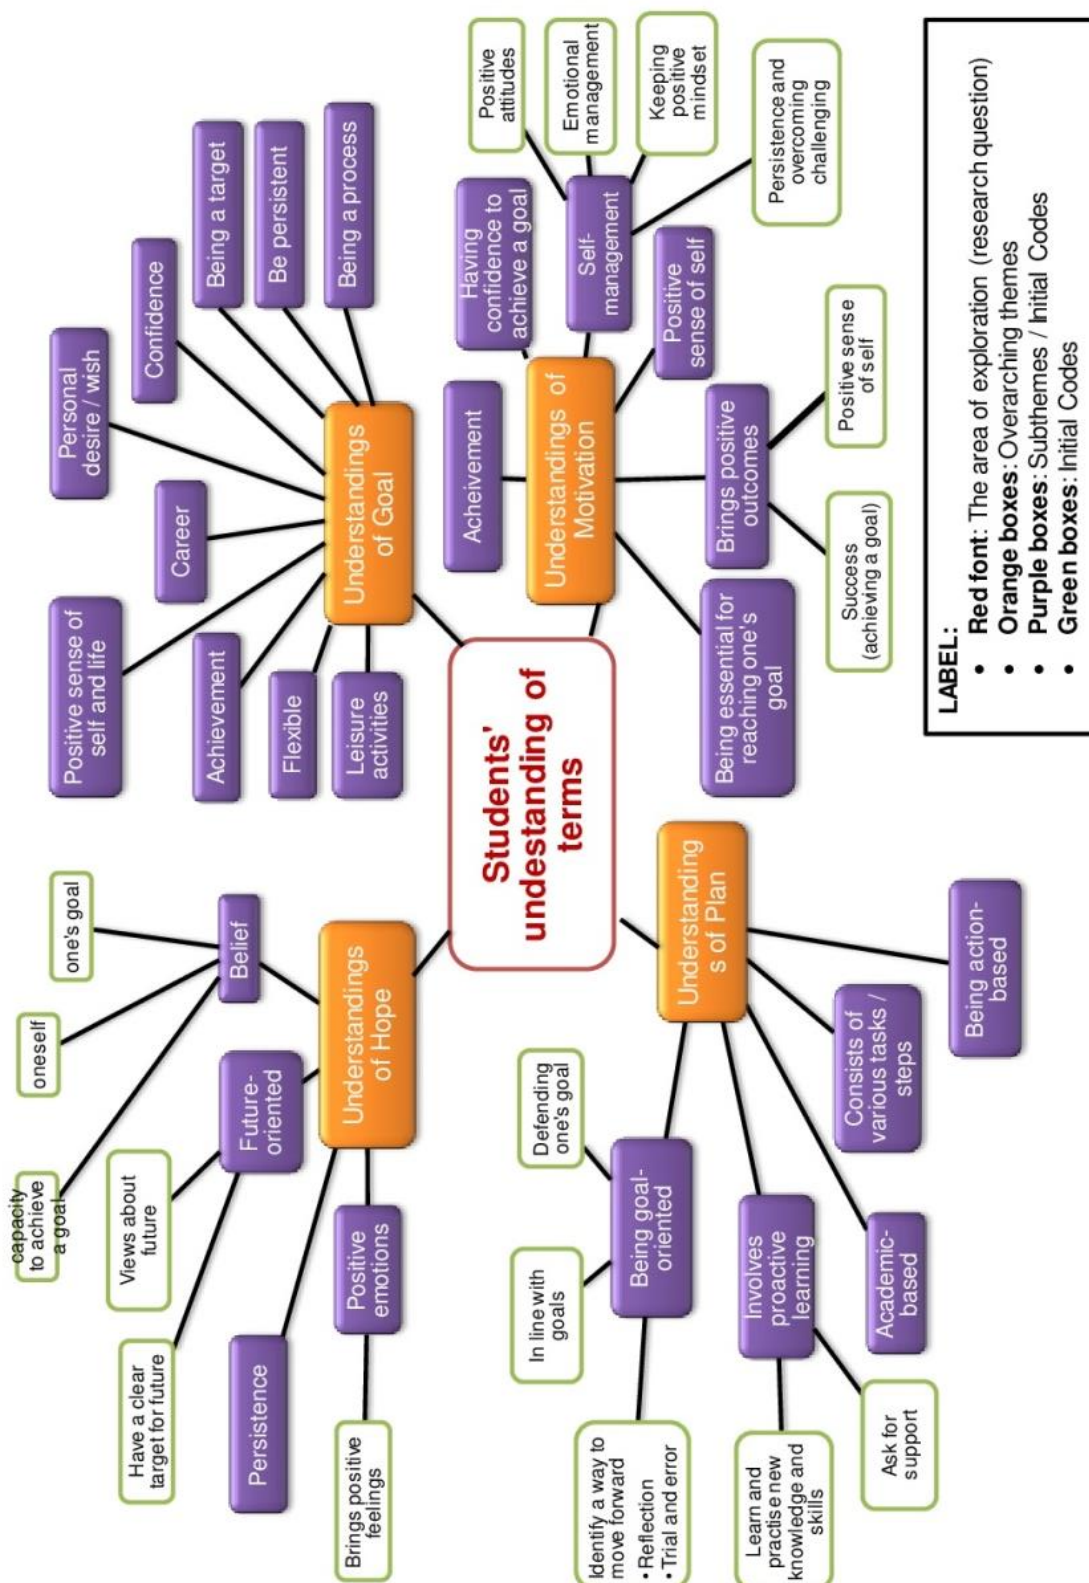 one's goal
oneself
capacity
to achieve
a goal
Belief
Views about
future
Have a clear
target for future
Future-
oriented
Persistence
Brings positive
feelings
Positive
emotions
Understandings
of Hope
Positive sense of
self and life
Career
Personal
desire / wish
Confidence
Being a target
Be persistent
Being a process
Achievement
Flexible
Leisure
activities
Understandings
of Goal
Students'
undestanding of
terms
Acheivement
Having
confidence to
achieve a goal
Positive
attitudes
Emotional
management
Keeping
positive
mindset
Persistence and
overcoming
challenging
Self-
management
Positive
sense of self
Understandings of
Motivation
Being essential for
reaching one's
goal
Brings positive
outcomes
Success
(achieving a goal)
Positive sense
of self
Defending
one's goal
In line with
goals
Identify a way to
move forward
• Reflection
• Trial and error
Being goal-
oriented
Learn and
practise new
knowledge and
skills
Ask for
support
Involves
proactive
learning
Academic-
based
Consists of
various tasks /
steps
Being action-
based
Understanding
s of Plan
LABEL:
• Red font: The area of exploration (research question)
• Orange boxes: Overarching themes
• Purple boxes: Subthemes / Initial Codes
• Green boxes: Initial Codes